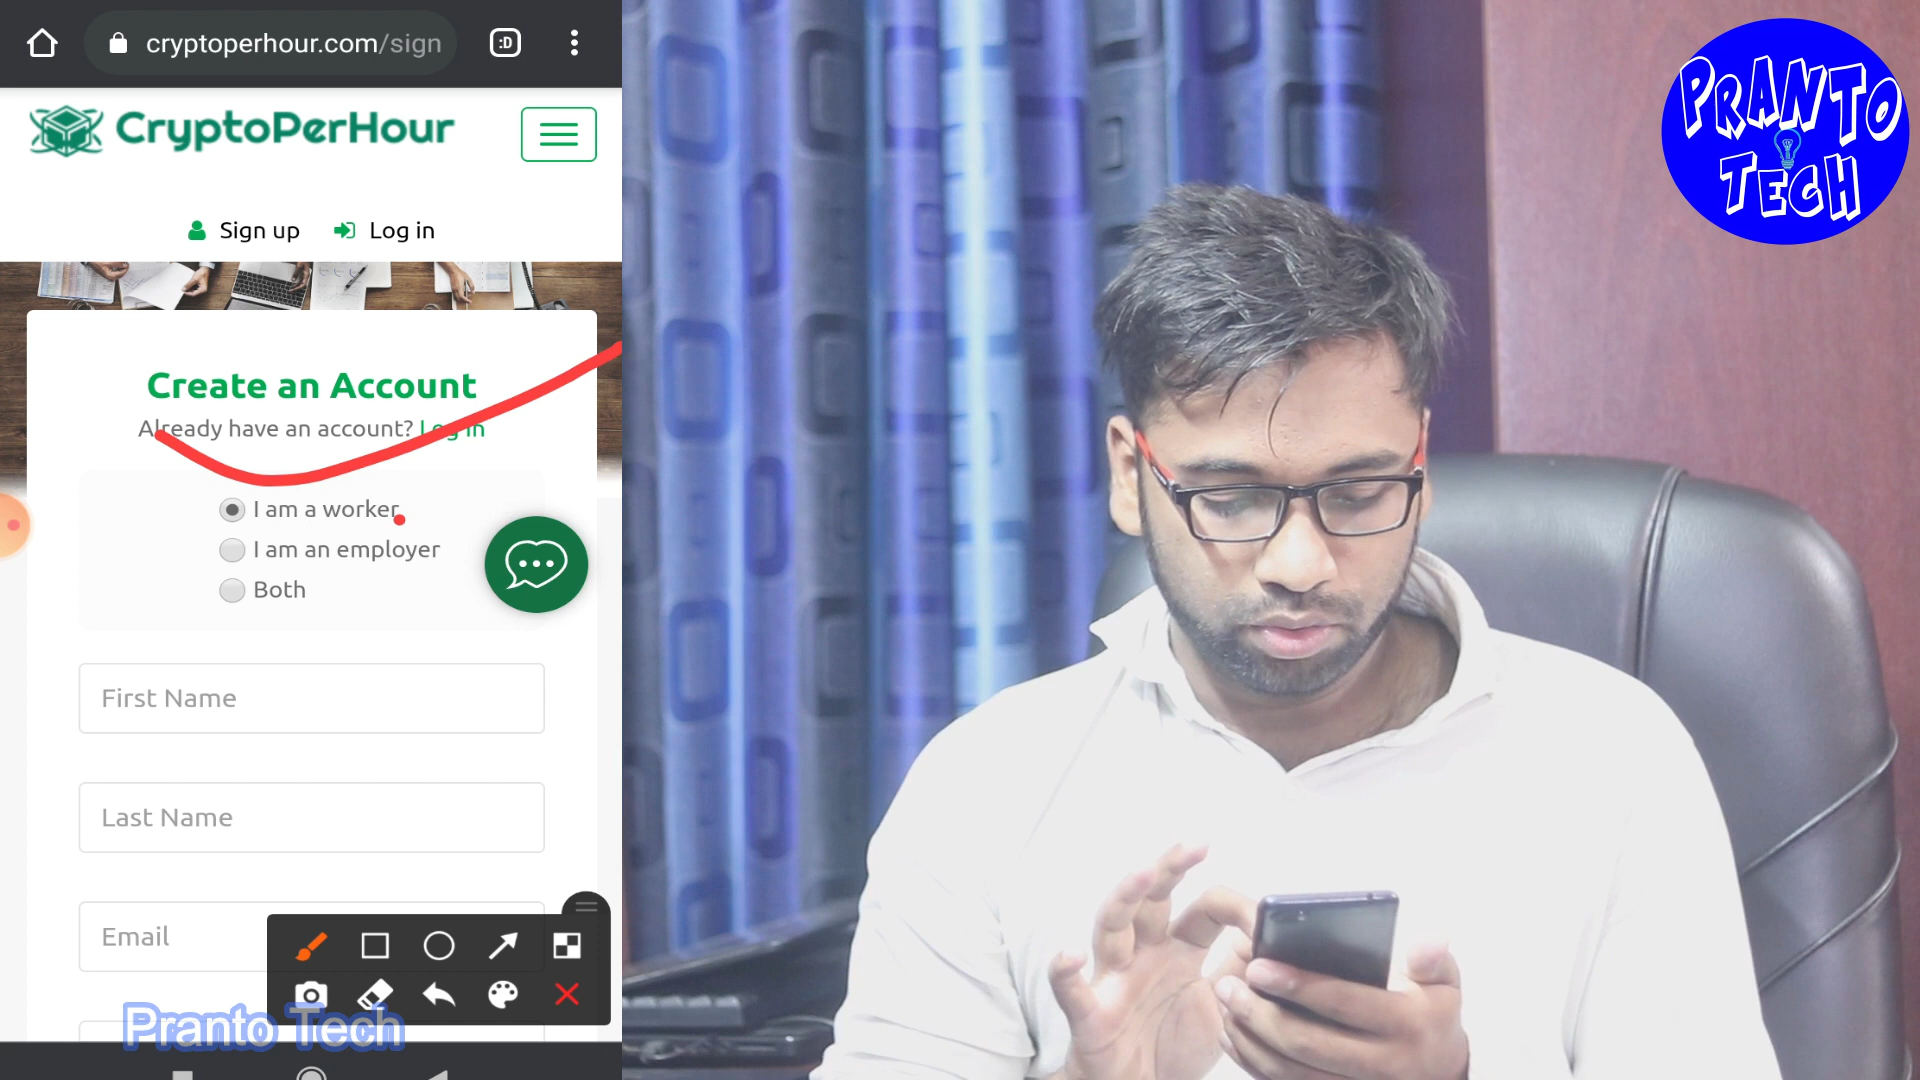 cryptoperhour.com/sign
:D
CryptoPerHour
Sign up
Log in
Create an Account
Already have an account? Log in
I am a worker
I am an employer
Both
First Name
Last Name
Email
Pranto Tech
PRANTO
TECH